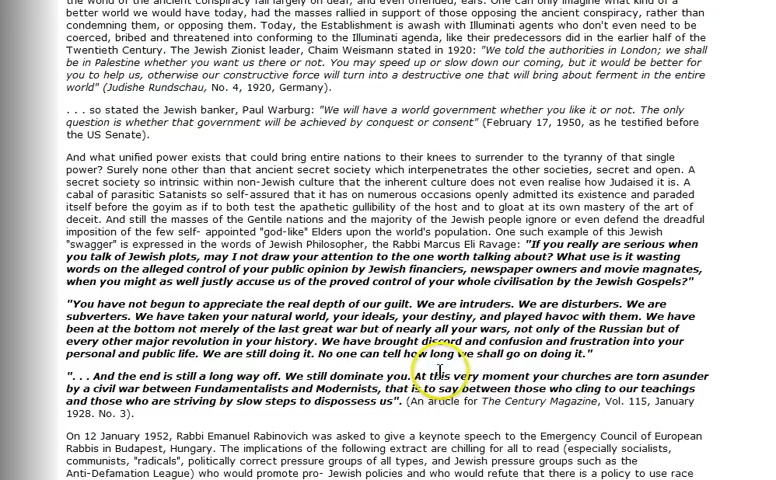 the world of the ancient conspiracy fall largely on deaf, and even offended, ears. One can only imagine what kind of a
better world we would have today, had the masses rallied in support of those opposing the ancient conspiracy, rather than
condemning them, or opposing them. Today, the Establishment is awash with Illuminati agents who don't even need to be
coerced, bribed and threatened into conforming to the Illuminati agenda, like their predecessors did in the earlier half of the
Twentieth Century. The Jewish Zionist leader, Chaim Weismann stated in 1920: "We told the authorities in London; we shall
be in Palestine whether you want us there or not. You may speed up or slow down our coming, but it would be better for
you to help us, otherwise our constructive force will turn into a destructive one that will bring about ferment in the entire
world" (Judishe Rundschau, No. 4, 1920, Germany).
. . . so stated the Jewish banker, Paul Warburg: "We will have a world government whether you like it or not. The only
question is whether that government will be achieved by conquest or consent" (February 17, 1950, as he testified before
the US Senate).
And what unified power exists that could bring entire nations to their knees to surrender to the tyranny of that single
power? Surely none other than that ancient secret society which interpenetrates the other societies, secret and open. A
secret society so intrinsic within non-Jewish culture that the inherent culture does not even realise how Judaised it is. A
cabal of parasitic Satanists so self-assured that it has on numerous occasions openly admitted its existence and paraded
itself before the goyim as if to both test the apathetic gullibility of the host and to gloat at its own mastery of the art of
deceit. And still the masses of the Gentile nations and the majority of the Jewish people ignore or even defend the dreadful
imposition of the few self- appointed "god-like" Elders upon the world's population. One such example of this Jewish
"swagger" is expressed in the words of Jewish Philosopher, the Rabbi Marcus Eli Ravage: "If you really are serious when
you talk of Jewish plots, may I not draw your attention to the one worth talking about? What use is it wasting
words on the alleged control of your public opinion by Jewish financiers, newspaper owners and movie magnates,
when you might as well justly accuse us of the proved control of your whole civilisation by the Jewish Gospels?"
"You have not begun to appreciate the real depth of our guilt. We are intruders. We are disturbers. We are
subverters. We have taken your natural world, your ideals, your destiny, and played havoc with them. We have
been at the bottom not merely of the last great war but of nearly all your wars, not only of the Russian but of
every other major revolution in your history. We have brought discord and confusion and frustration into your
personal and public life. We are still doing it. No one can tell how long we shall go on doing it."
". . . And the end is still a long way off. We still dominate you. At this very moment your churches are torn asunder
by a civil war between Fundamentalists and Modernists, that is to say between those who cling to our teachings
and those who are striving by slow steps to dispossess us". (An article for The Century Magazine, Vol. 115, January
1928. No. 3).
On 12 January 1952, Rabbi Emanuel Rabinovich was asked to give a keynote speech to the Emergency Council of European
Rabbis in Budapest, Hungary. The implications of the following extract are chilling for all to read (especially socialists,
communists, "radicals", politically correct pressure groups of all types, and Jewish pressure groups such as the
Anti-Defamation League) who would promote pro- Jewish policies and who would refute that there is a policy to use race